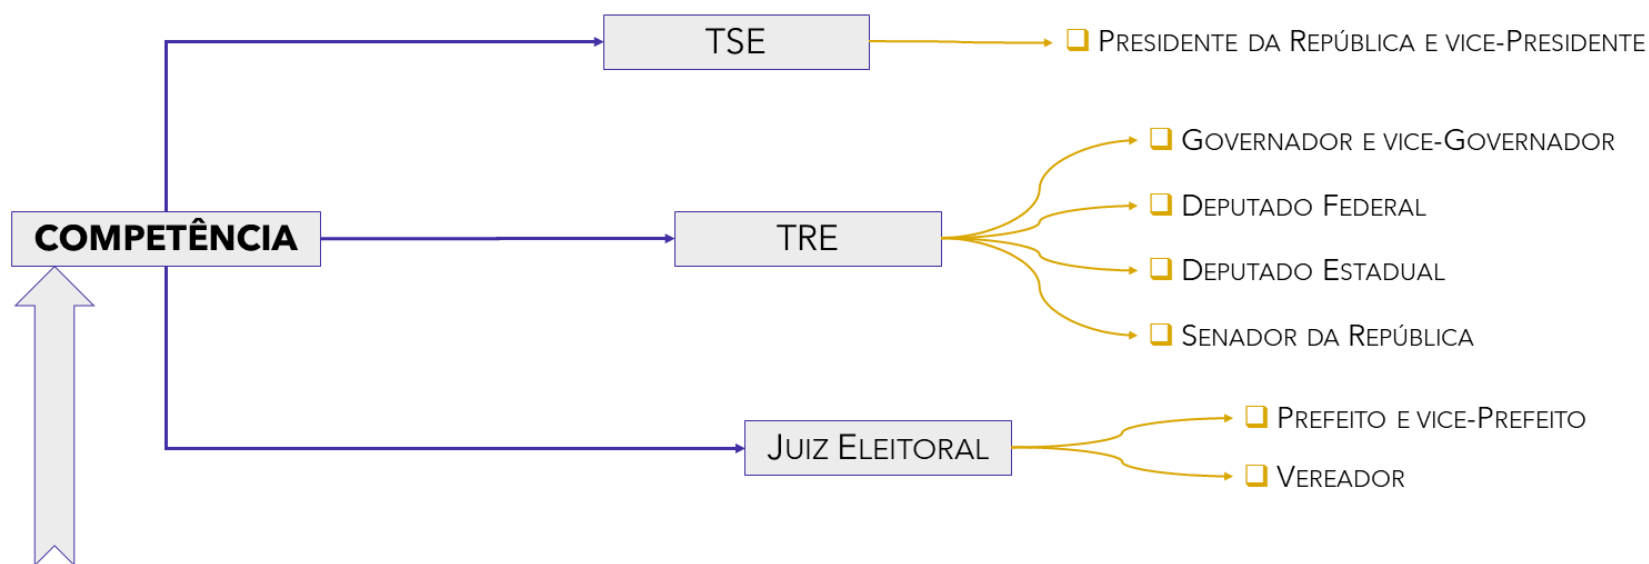 TSE
❑ Presidente da República e vice-Presidente
❑ Governador e vice-Governador
❑ Deputado Federal
COMPETÊNCIA
TRE
❑ Deputado Estadual
❑ Senador da República
❑ Prefeito e vice-Prefeito
Juiz Eleitoral
❑ Vereador